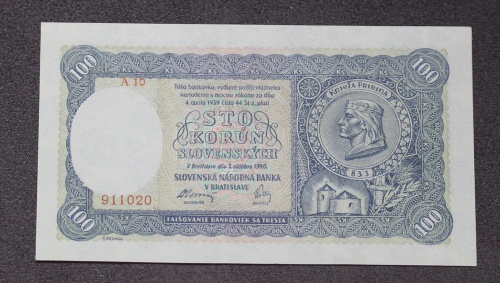 100
100
A 10
Táto bankovka, vydaná podľa vládneho
nariadenia s mocou zákona zo dňa
4. apríla 1939 číslo 44 Sl. z., platí
STO
KORÚN
SLOVENSKÝCH
V Bratislave dňa 7. októbra 1940.
SLOVENSKÁ NÁRODNÁ BANKA
V BRATISLAVE
KNIEŽA PRIBINA
833
911020
100
100
FALŠOVANIE BANKOVIEK SA TRESTÁ